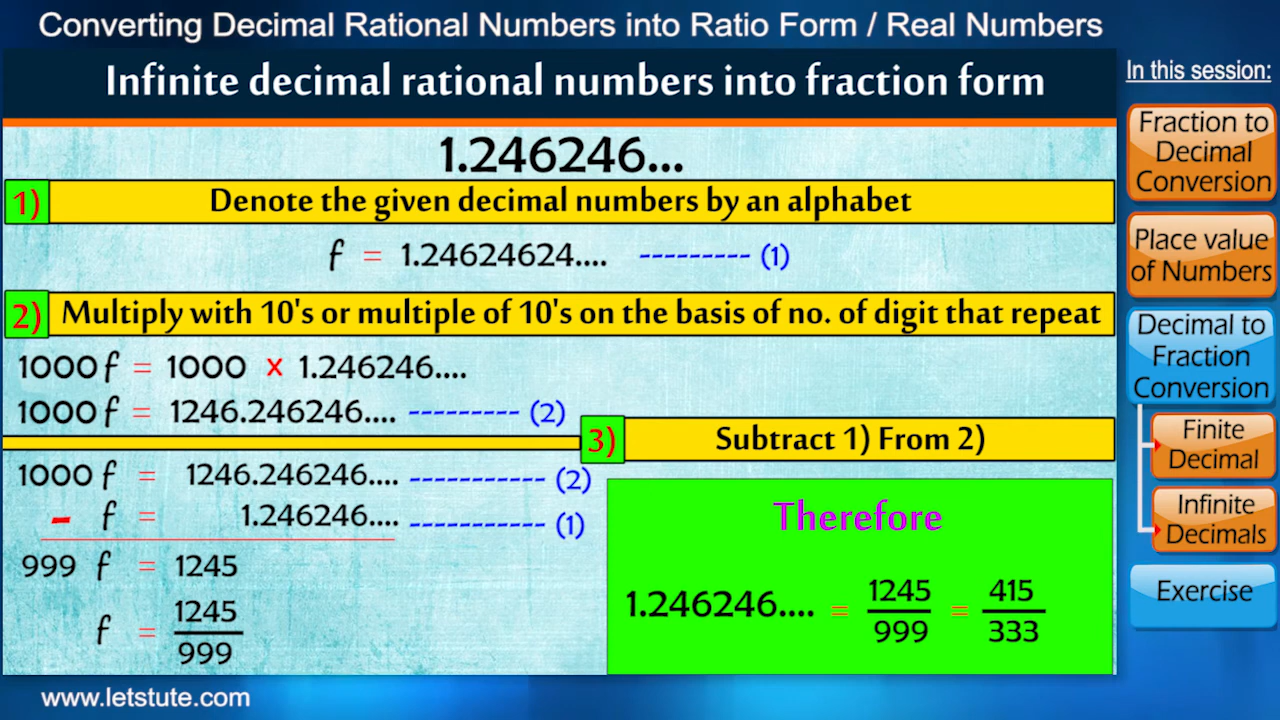 Converting Decimal Rational Numbers into Ratio Form / Real Numbers
Infinite decimal rational numbers into fraction form
1.246246...
1) Denote the given decimal numbers by an alphabet
f = 1.24624624.... --------- (1)
2) Multiply with 10's or multiple of 10's on the basis of no. of digit that repeat
1000 f = 1000 × 1.246246....
1000 f = 1246.246246.... --------- (2)
3) Subtract 1) From 2)
1000 f = 1246.246246.... ----------- (2)
- f = 1.246246.... ----------- (1)
999 f = 1245
f = 1245/999
Therefore
1.246246.... = 1245/999 = 415/333
In this session:
Fraction to
Decimal
Conversion
Place value
of Numbers
Decimal to
Fraction
Conversion
Finite
Decimal
Infinite
Decimals
Exercise
www.letstute.com